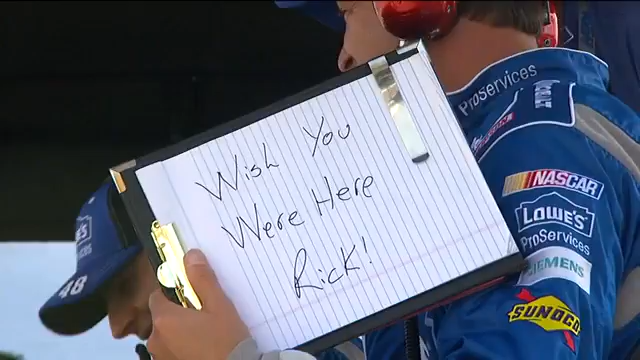 Wish You
Were Here
Rick!
ProServices
NASCAR
LOWE'S
ProServices
SIEMENS
SUNOCO
48